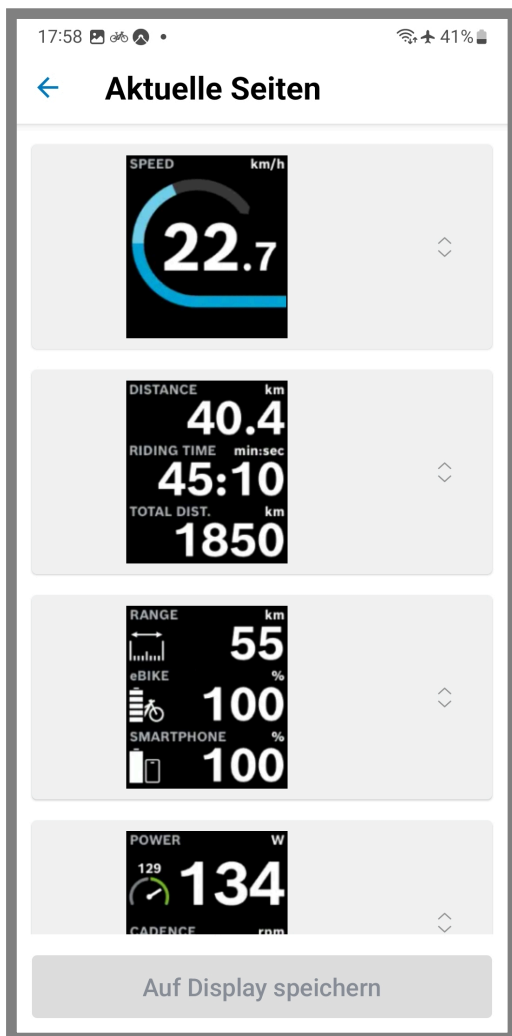 17:58 41%
Aktuelle Seiten
SPEED km/h
22.7
DISTANCE km
40.4
RIDING TIME min:sec
45:10
TOTAL DIST. km
1850
RANGE km
55
eBIKE %
100
SMARTPHONE %
100
POWER W
129 134
CADENCE rpm
Auf Display speichern